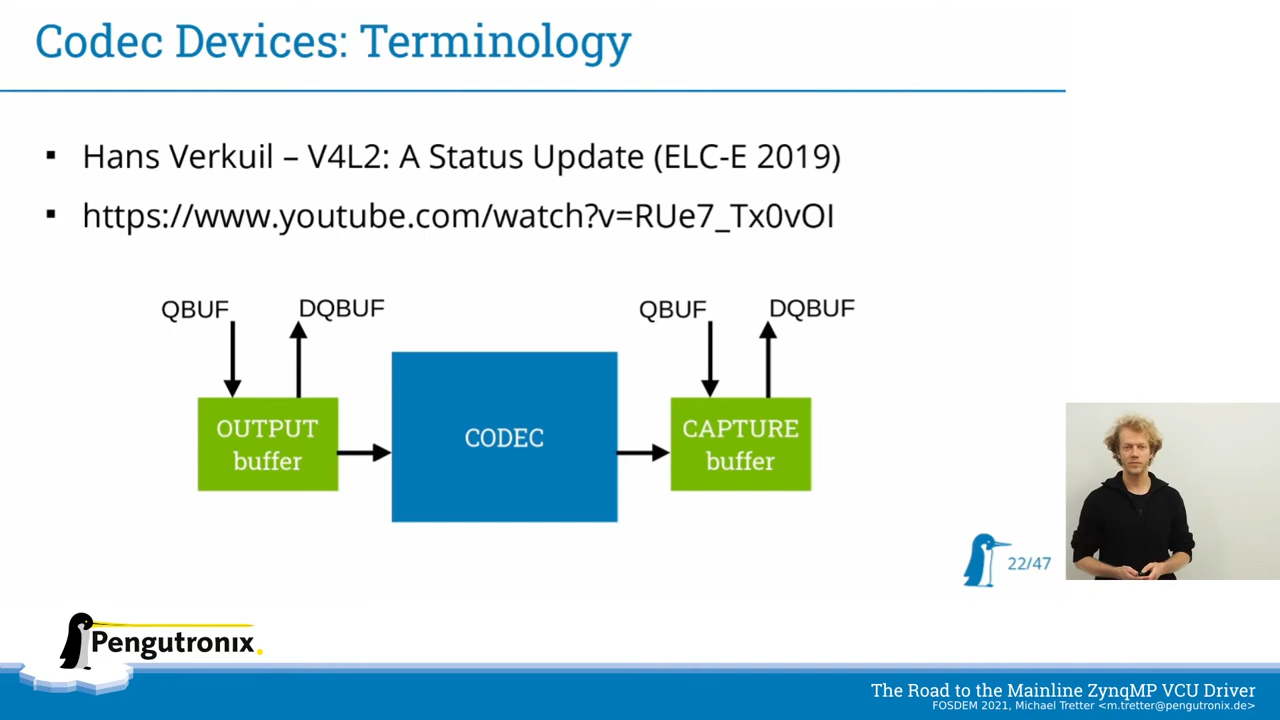 Codec Devices: Terminology
Hans Verkuil – V4L2: A Status Update (ELC-E 2019)
https://www.youtube.com/watch?v=RUe7_Tx0vOI
QBUF DQBUF QBUF DQBUF
OUTPUT
buffer
CODEC
CAPTURE
buffer
22/47
Pengutronix
The Road to the Mainline ZynqMP VCU Driver
FOSDEM 2021, Michael Tretter <m.tretter@pengutronix.de>